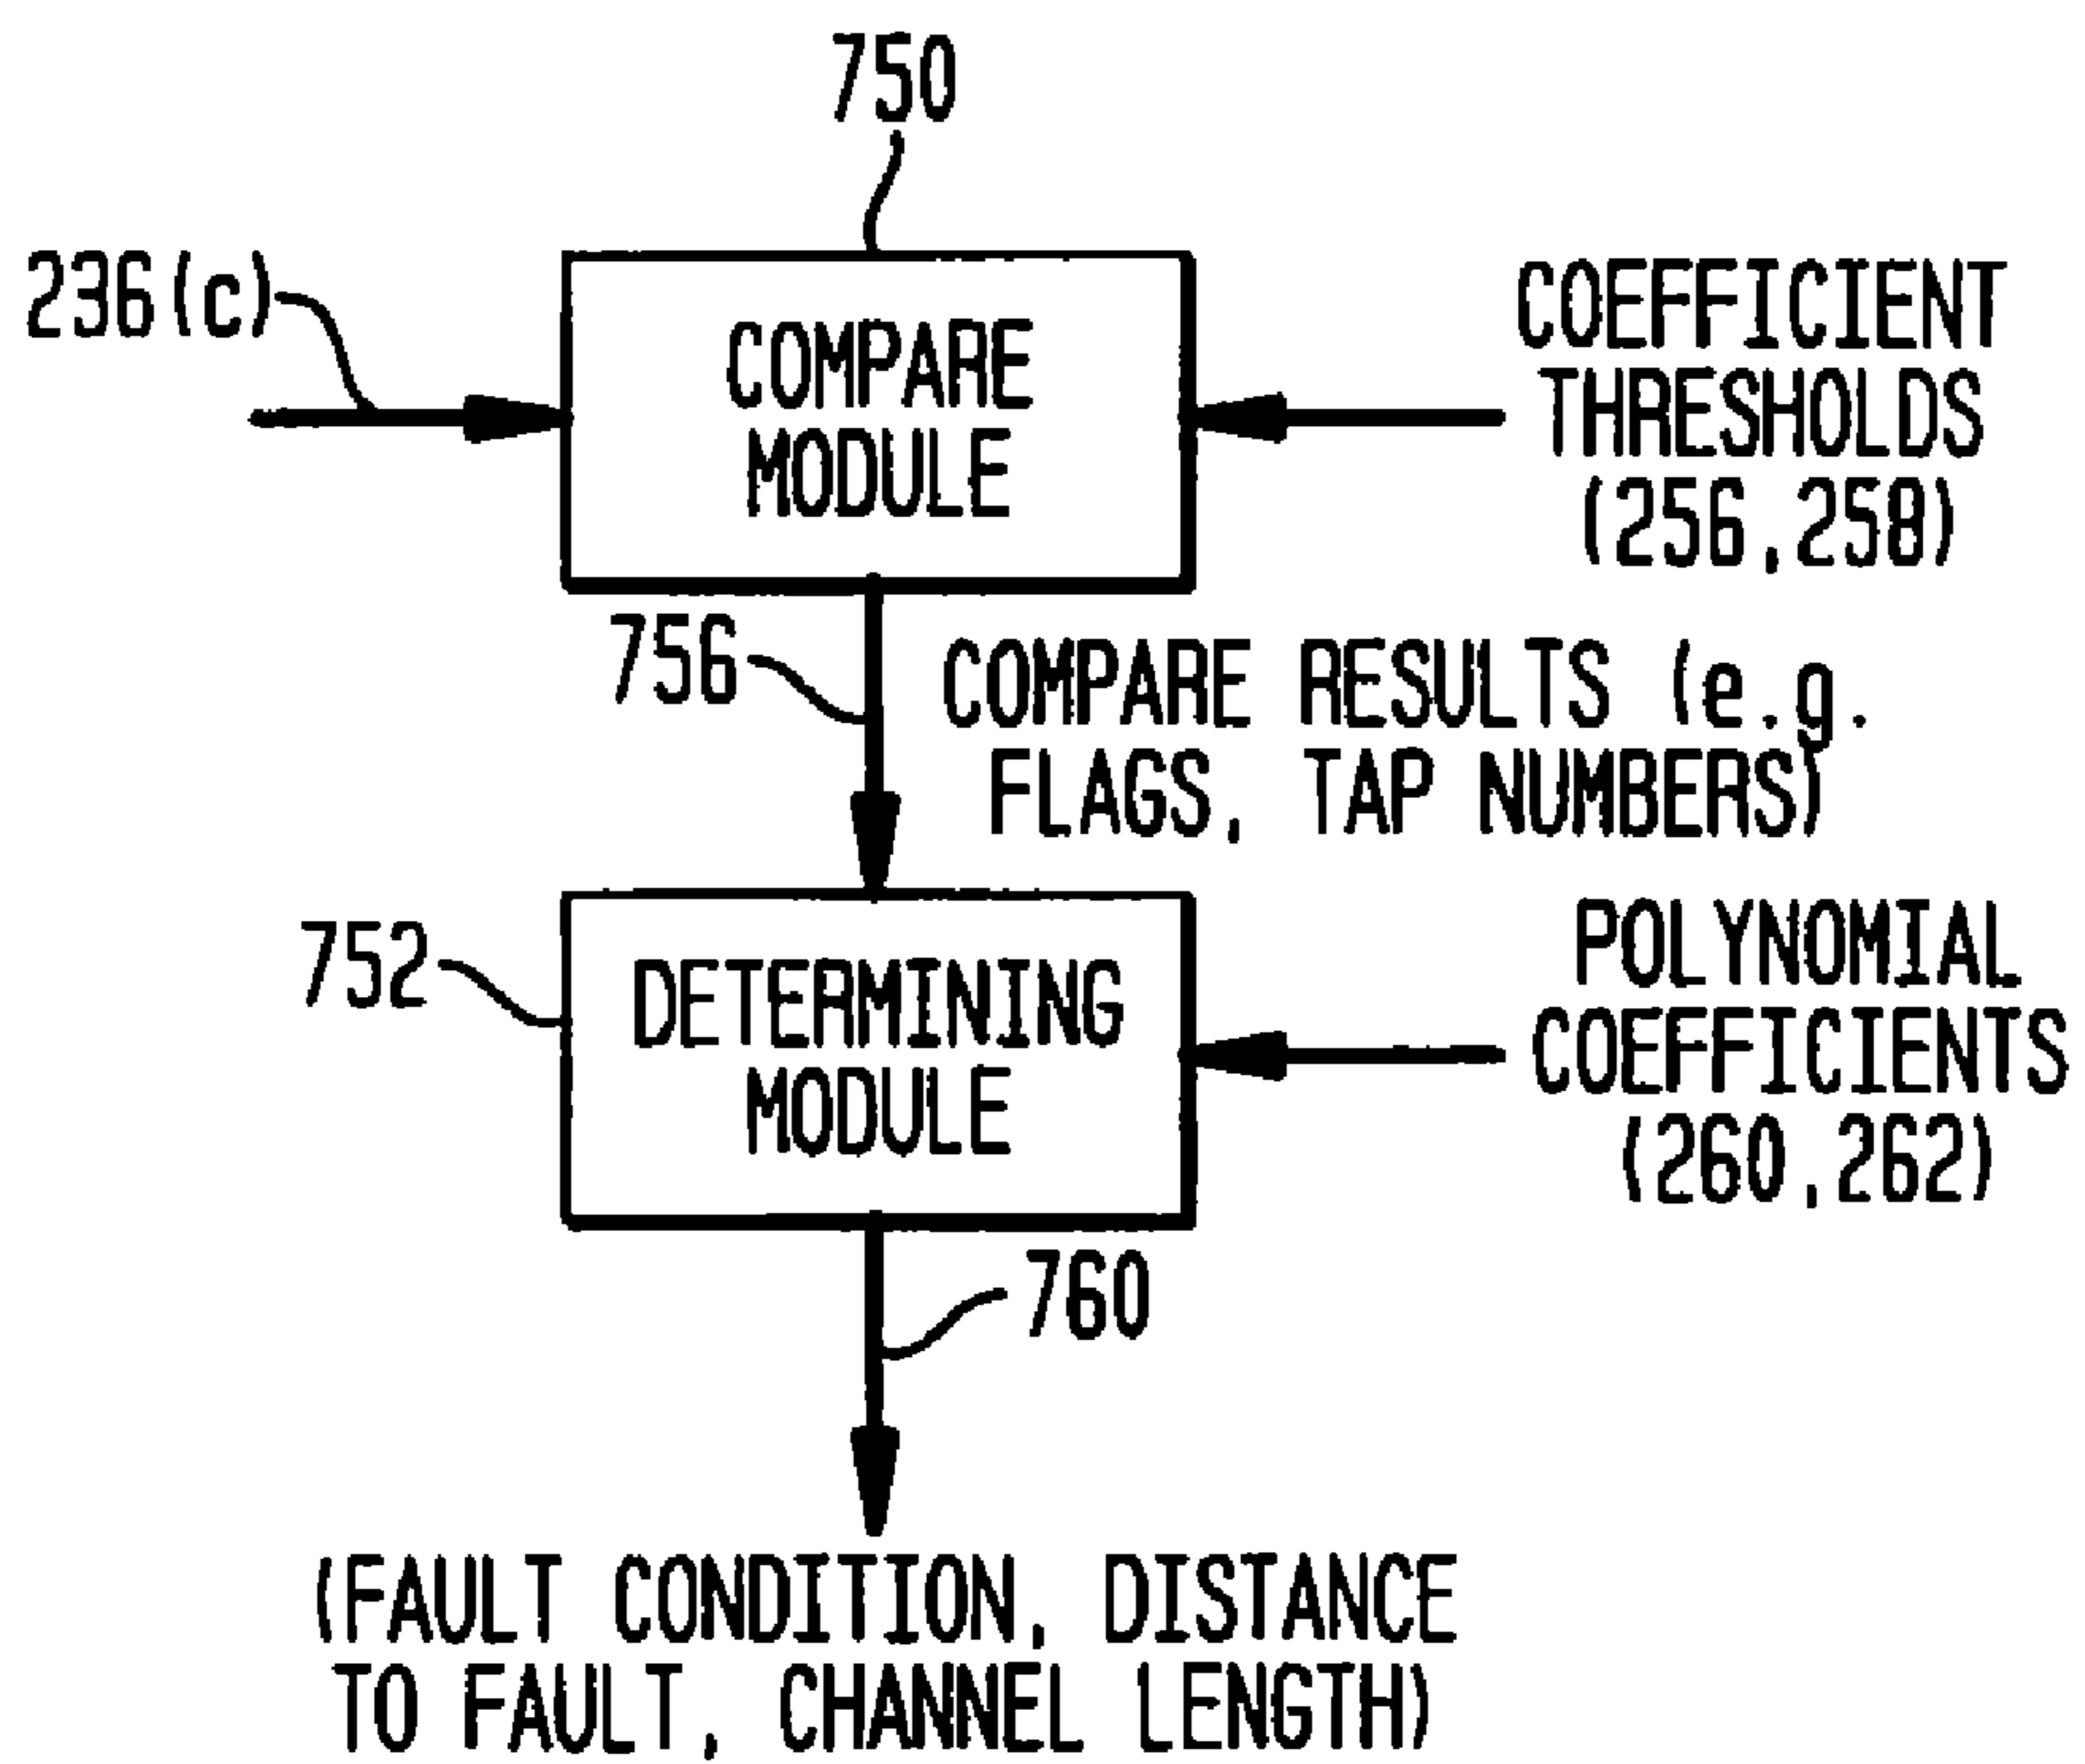 750
236(c)
COMPARE
MODULE
COEFFICIENT
THRESHOLDS
(256,258)
756
COMPARE RESULTS (e.g.
FLAGS, TAP NUMBERS)
752
DETERMINING
MODULE
POLYNOMIAL
COEFFICIENTS
(260,262)
760
(FAULT CONDITION, DISTANCE
TO FAULT, CHANNEL LENGTH)